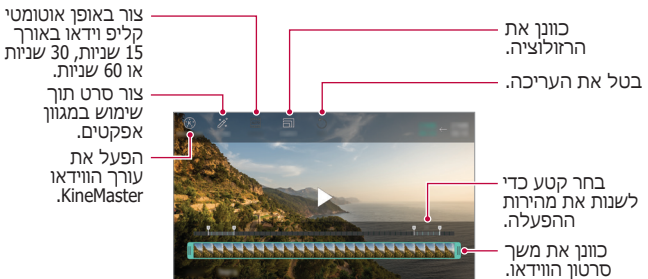 צור באופן אוטומטי
קליפ וידאו באורך
15 שניות, 30 שניות
או 60 שניות.
צור סרט תוך
שימוש במגוון
אפקטים.
הפעל את
עורך הווידאו
KineMaster.
כוונן את
הרזולוציה.
בטל את העריכה.
בחר קטע כדי
לשנות את מהירות
ההפעלה.
כוונן את משך
סרטון הווידאו.